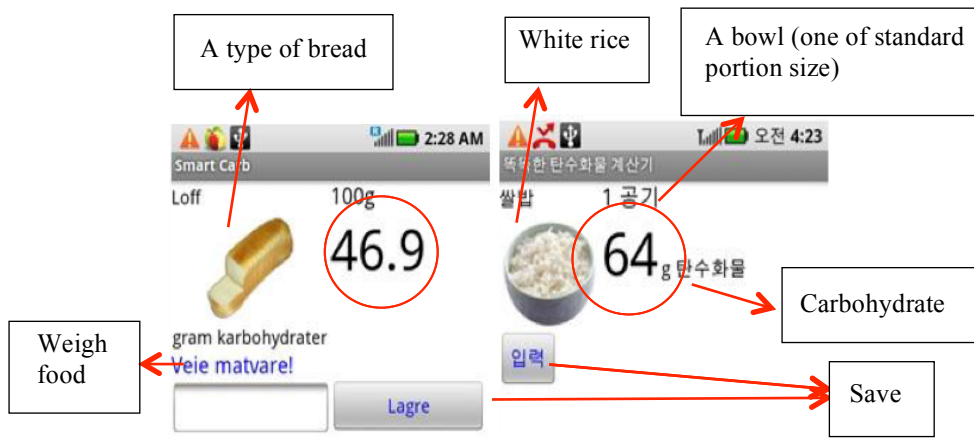 A type of bread
White rice
A bowl (one of standard
portion size)
2:28 AM
Smart Carb
Loff
100g
46.9
gram karbohydrater
Veie matvare!
Lagre
오전 4:23
똑똑한 탄수화물 계산기
쌀밥
1 공기
64 g 탄수화물
입력
Weigh
food
Carbohydrate
Save